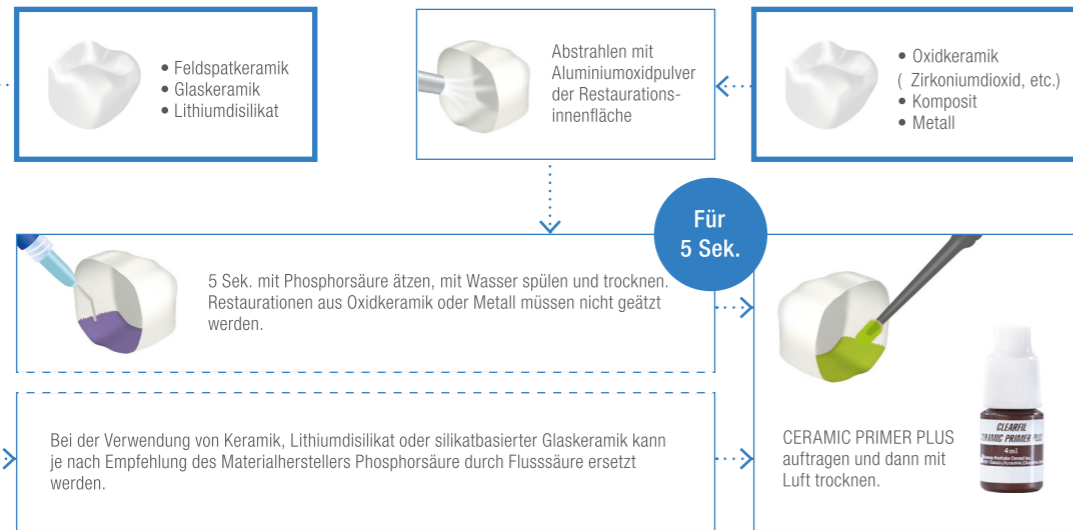 • Feldspatkeramik
• Glaskeramik
• Lithiumdisilikat
Abstrahlen mit
Aluminiumoxidpulver
der Restaurations-
innenfläche
• Oxidkeramik
( Zirkoniumdioxid, etc.)
• Komposit
• Metall
Für
5 Sek.
5 Sek. mit Phosphorsäure ätzen, mit Wasser spülen und trocknen.
Restaurationen aus Oxidkeramik oder Metall müssen nicht geätzt
werden.
Bei der Verwendung von Keramik, Lithiumdisilikat oder silikatbasierter Glaskeramik kann
je nach Empfehlung des Materialherstellers Phosphorsäure durch Flusssäure ersetzt
werden.
CERAMIC PRIMER PLUS
auftragen und dann mit
Luft trocknen.
CLEARFIL
CERAMIC PRIMER PLUS
4 ml